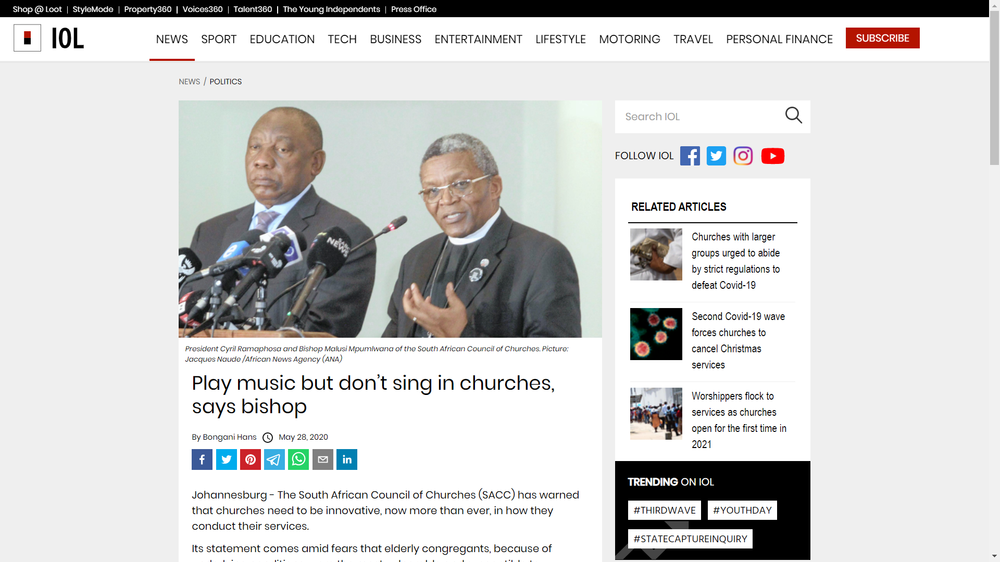 Shop @ Loot | StyleMode | Property360 | Voices360 | Talent360 | The Young Independents | Press Office
IOL
NEWS SPORT EDUCATION TECH BUSINESS ENTERTAINMENT LIFESTYLE MOTORING TRAVEL PERSONAL FINANCE SUBSCRIBE
NEWS / POLITICS
SABC
NEWS
President Cyril Ramaphosa and Bishop Malusi Mpumlwana of the South African Council of Churches. Picture:
Jacques Naude /African News Agency (ANA)
Play music but don’t sing in churches,
says bishop
By Bongani Hans May 28, 2020
Johannesburg - The South African Council of Churches (SACC) has warned
that churches need to be innovative, now more than ever, in how they
conduct their services.
Its statement comes amid fears that elderly congregants, because of
Search IOL
FOLLOW IOL
RELATED ARTICLES
Churches with larger
groups urged to abide
by strict regulations to
defeat Covid-19
Second Covid-19 wave
forces churches to
cancel Christmas
services
Worshippers flock to
services as churches
open for the first time in
2021
TRENDING ON IOL
#THIRDWAVE #YOUTHDAY
#STATECAPTUREINQUIRY